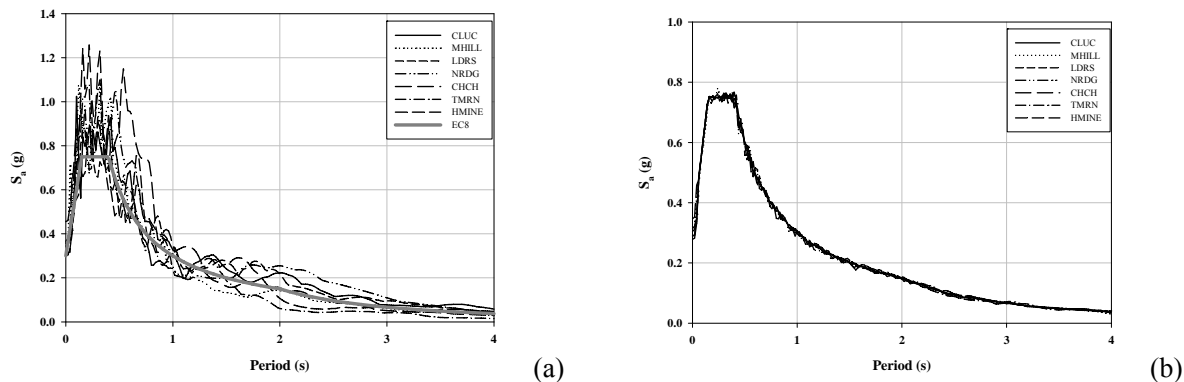 1.4
1.2
1.0
0.8
0.6
0.4
0.2
0.0
S_a (g)
0 1 2 3 4
Period (s)
CLUC
MHILL
LDRS
NRDG
CHCH
TMRN
HMINE
EC8
(a)
1.0
0.8
0.6
0.4
0.2
0.0
S_a (g)
0 1 2 3 4
Period (s)
CLUC
MHILL
LDRS
NRDG
CHCH
TMRN
HMINE
(b)